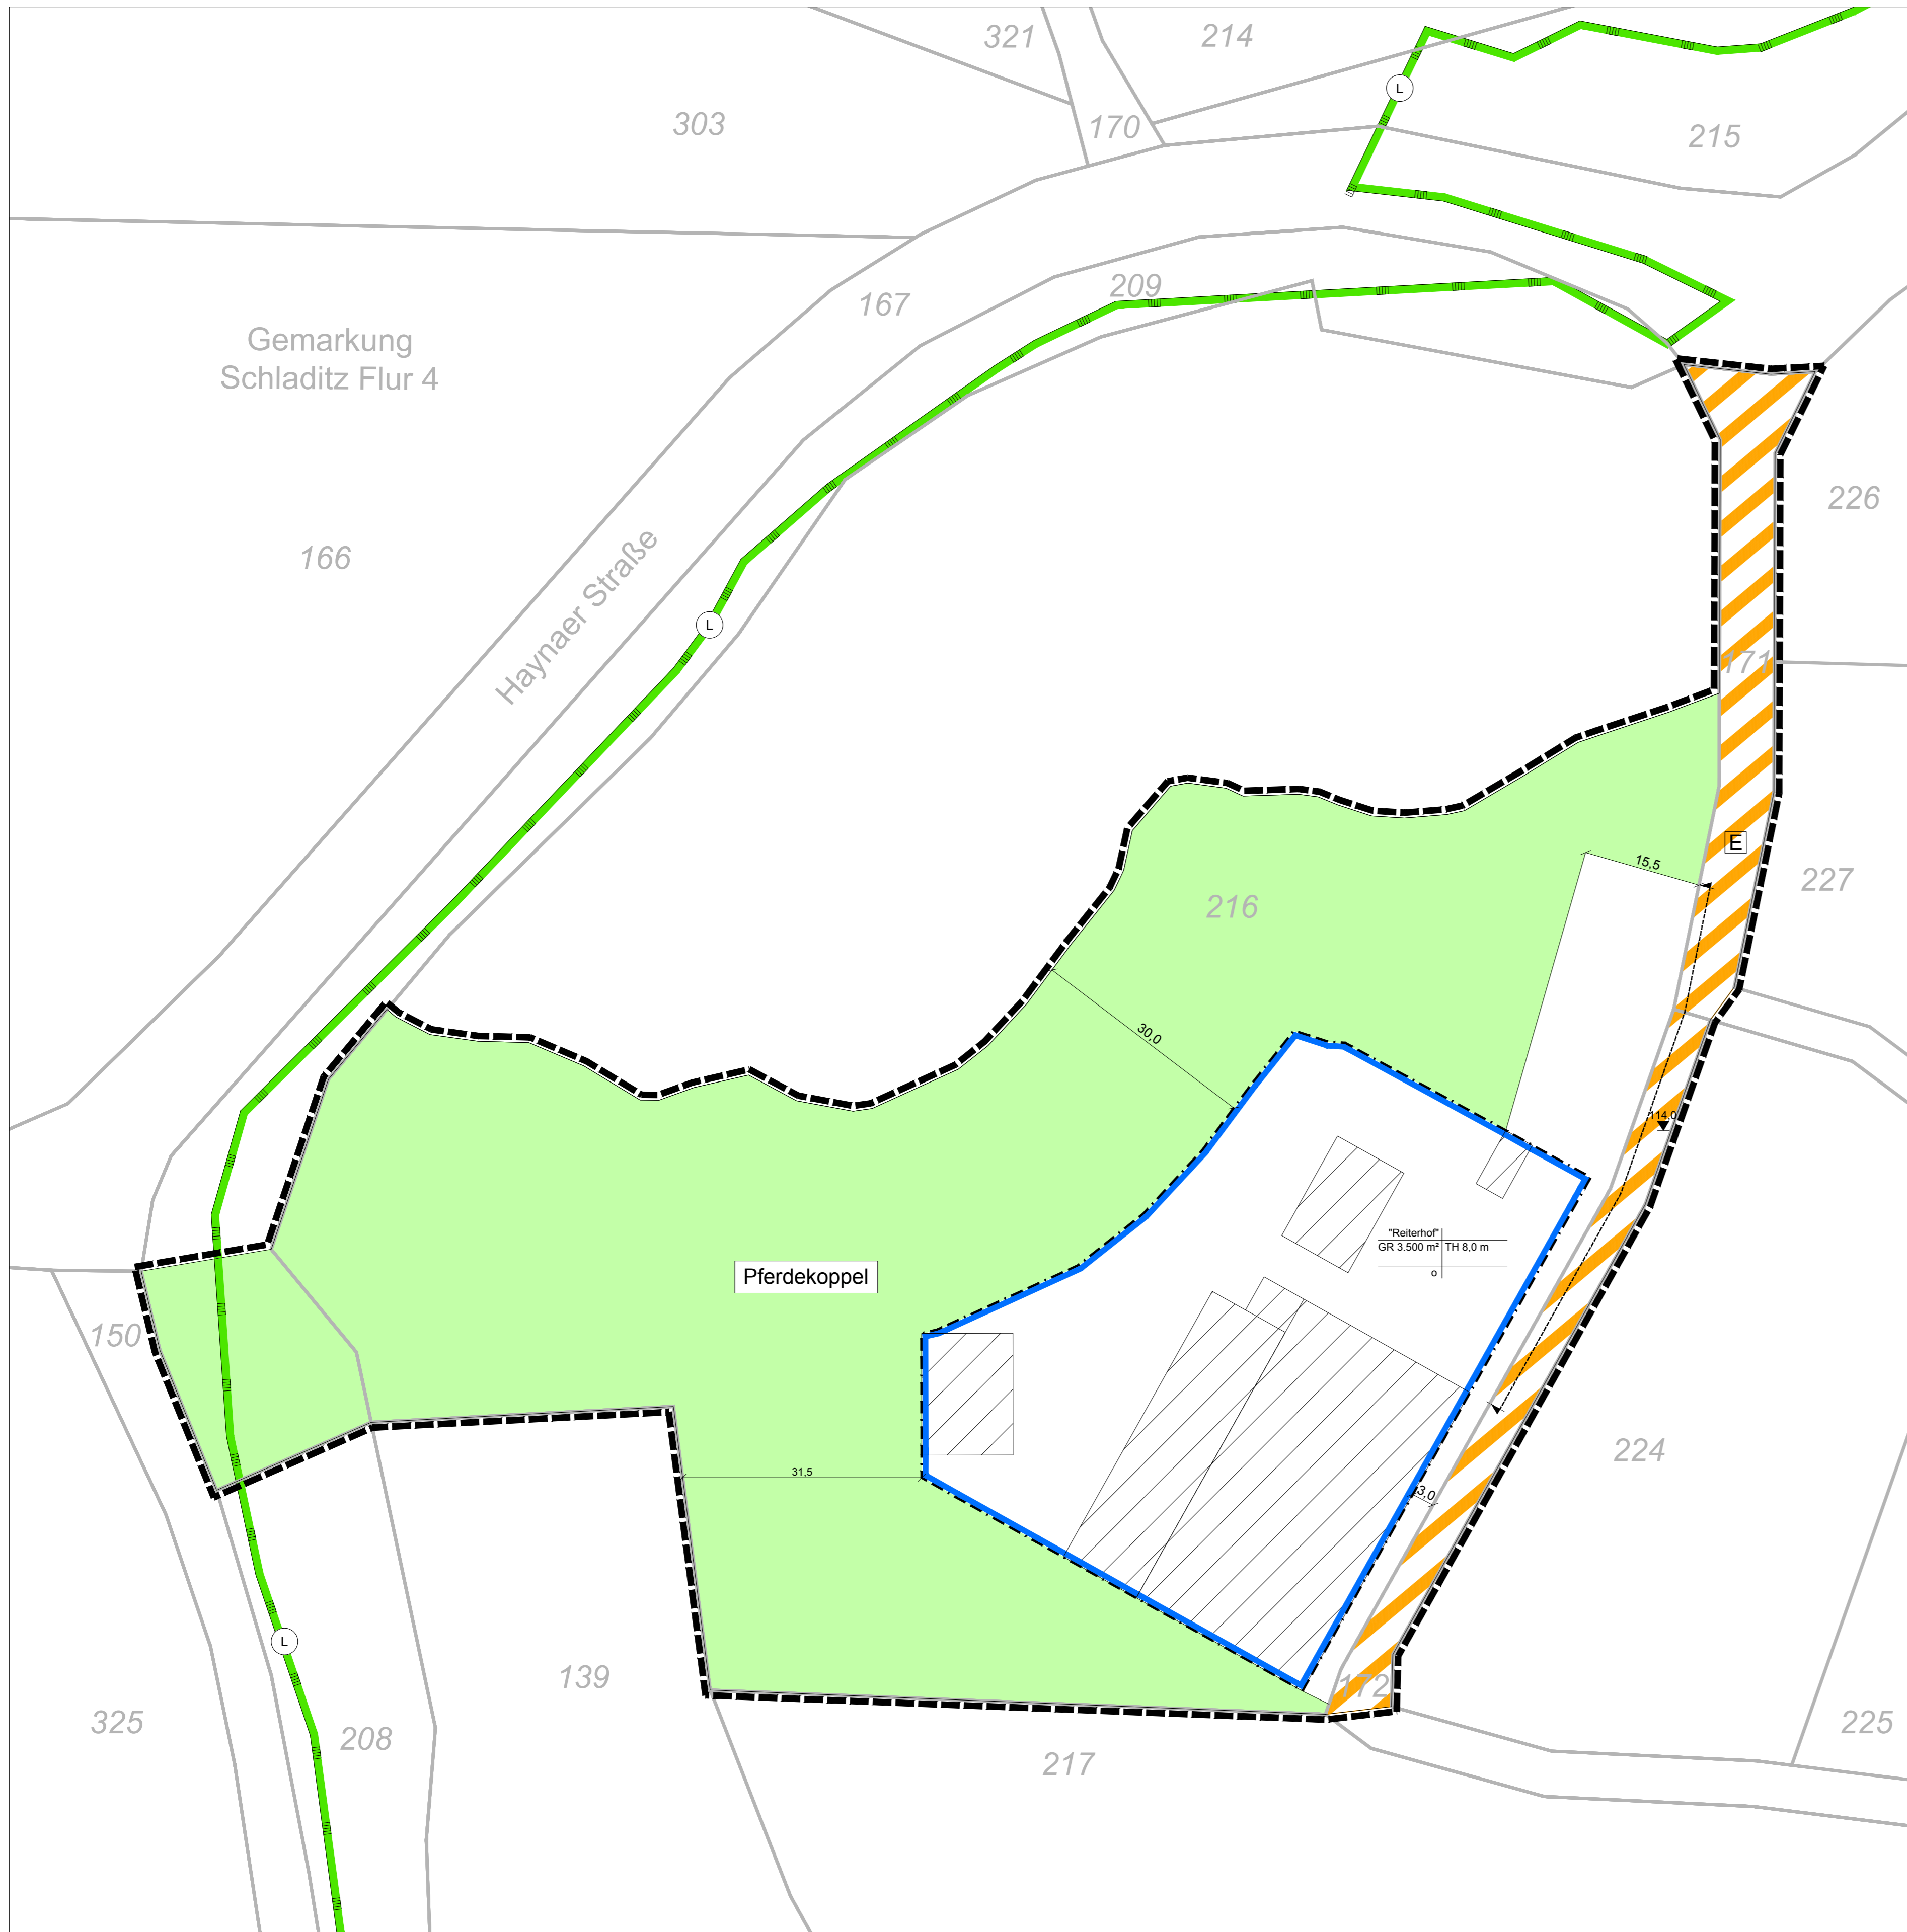 321
214
L
303
170
215
209
167
Gemarkung
Schladitz Flur 4
226
166
Haynaer Straße
L
171
E
15,5
227
216
30,0
114,0
"Reiterhof"
GR 3.500 m² TH 8,0 m
o
Pferdekoppel
150
224
31,5
3,0
L
139
172
325
208
225
217